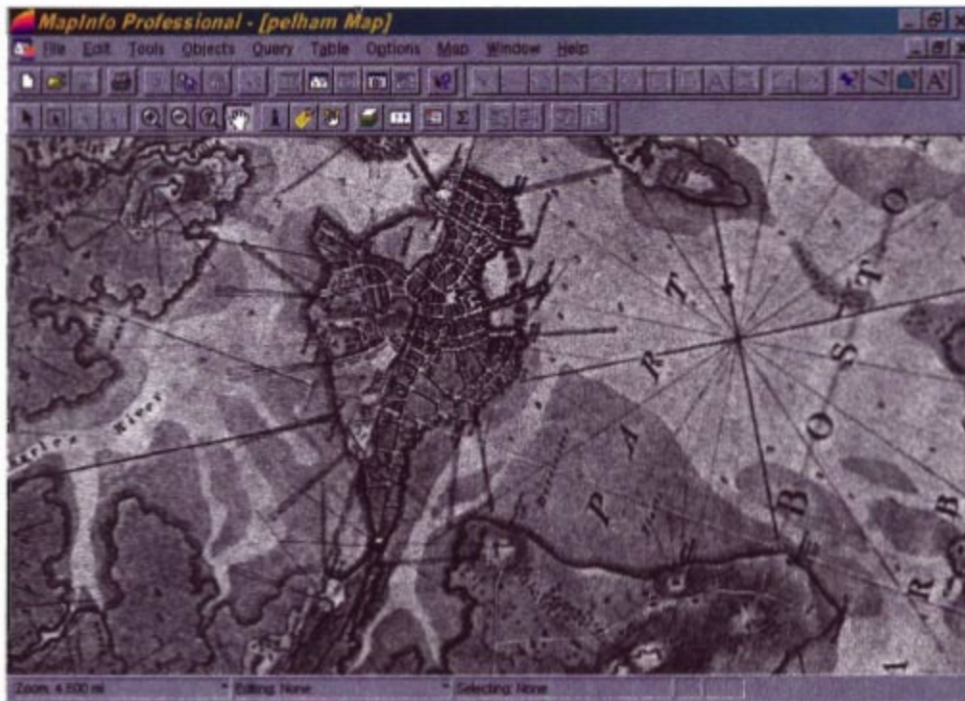 MapInfo Professional - [pelham Map]
File Edit Tools Objects Query Table Options Map Window Help
River
P A R T
B O S T O
R
B
Zoom: 4.800 mi Editing: None Selecting: None